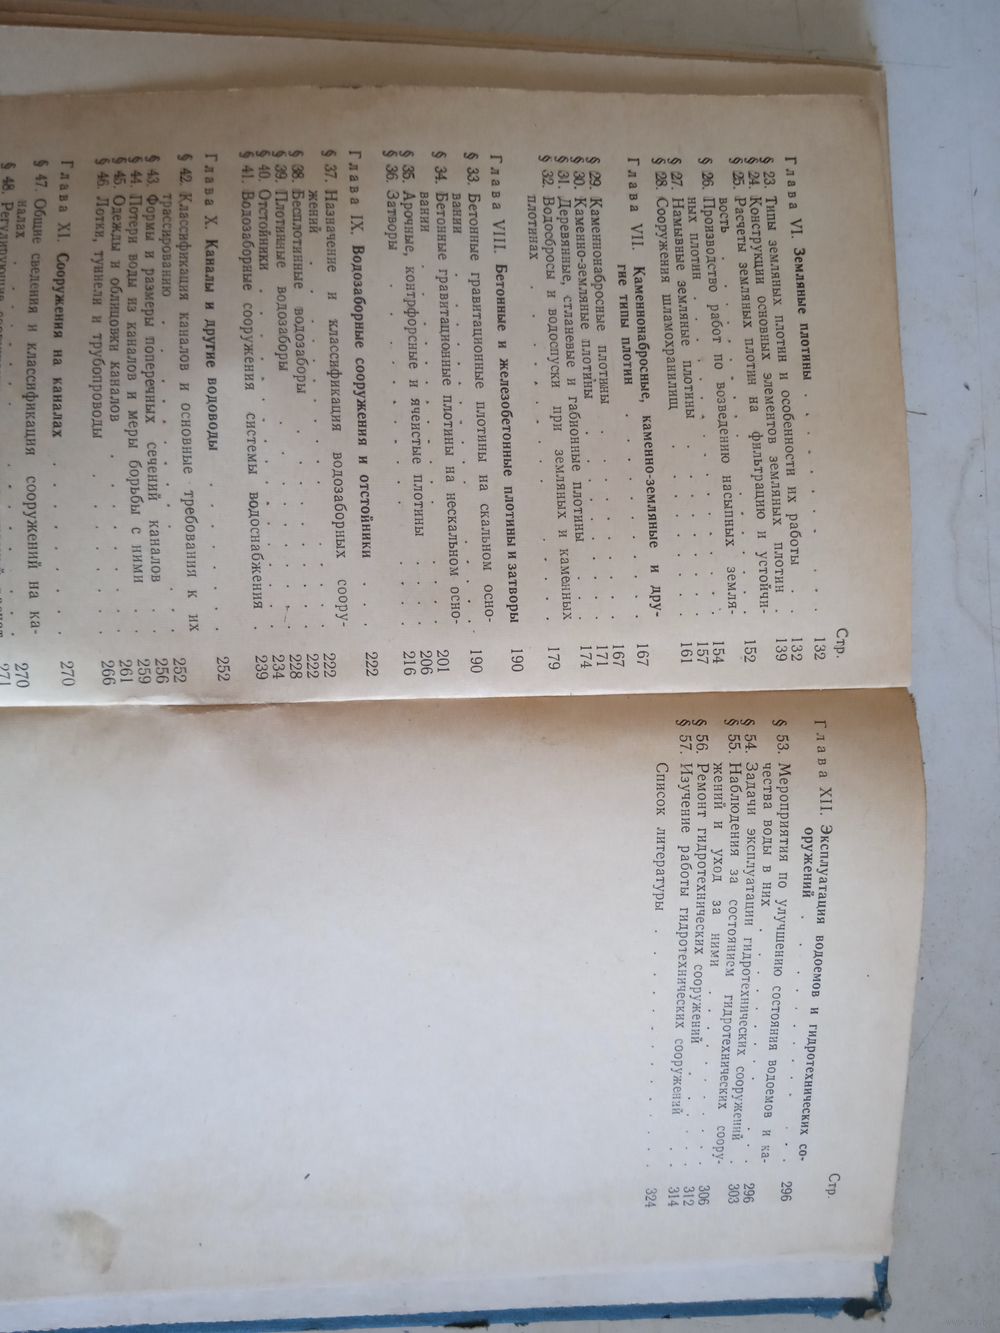 Стр.
Глава VI. Земляные плотины . . . . . . . . 132
§ 23. Типы земляных плотин и особенности их работы . . 132
§ 24. Конструкции основных элементов земляных плотин . 139
§ 25. Расчеты земляных плотин на фильтрацию и устойчи-
вость . . . . . . . . 152
§ 26. Производство работ по возведению насыпных земля-
ных плотин . . . . . . . . 154
§ 27. Намывные земляные плотины . . . . . . 157
§ 28. Сооружения шламохранилищ . . . . . . 161
Глава VII. Каменнонабросные, каменно-земляные и дру-
гие типы плотин . . . . . . 167
§ 29. Каменнонабросные плотины . . . . . . 167
§ 30. Каменно-земляные плотины . . . . . . 171
§ 31. Деревянные, стланевые и габионные плотины . . . 174
§ 32. Водосбросы и водоспуски при земляных и каменных
плотинах . . . . . . . . 179
Глава VIII. Бетонные и железобетонные плотины и затворы 190
§ 33. Бетонные гравитационные плотины на скальном осно-
вании . . . . . . . . 190
§ 34. Бетонные гравитационные плотины на нескальном осно-
вании . . . . . . . . 201
§ 35. Арочные, контрфорсные и ячеистые плотины . . . 206
§ 36. Затворы . . . . . . . . 216
Глава IX. Водозаборные сооружения и отстойники . . . 222
§ 37. Назначение и классификация водозаборных соору-
жений . . . . . . . . 222
§ 38. Бесплотинные водозаборы . . . . . . 222
§ 39. Плотинные водозаборы . . . . . . 228
§ 40. Отстойники . . . . . . . . 234
§ 41. Водозаборные сооружения системы водоснабжения . . 239
Глава X. Каналы и другие водоводы . . . . . . 252
§ 42. Классификация каналов и основные требования к их
трассированию . . . . . . . . 252
§ 43. Формы и размеры поперечных сечений каналов . . 256
§ 44. Потери воды из каналов и меры борьбы с ними . . 259
§ 45. Одежды и облицовки каналов . . . . . . 261
§ 46. Лотки, туннели и трубопроводы . . . . . . 266
Глава XI. Сооружения на каналах . . . . . . 270
§ 47. Общие сведения и классификация сооружений на ка-
налах . . . . . . . . 270
§ 48. Регулирующие 271
Стр.
Глава XII. Эксплуатация водоемов и гидротехнических со-
оружений . . . . . . . . 296
§ 53. Мероприятия по улучшению состояния водоемов и ка-
чества воды в них . . . . . . . . 296
§ 54. Задачи эксплуатации гидротехнических сооружений . 303
§ 55. Наблюдения за состоянием гидротехнических соору-
жений и уход за ними . . . . . . . . 306
§ 56. Ремонт гидротехнических сооружений . . . . 312
§ 57. Изучение работы гидротехнических сооружений . . 314
Список литературы . . . . . . . . 324